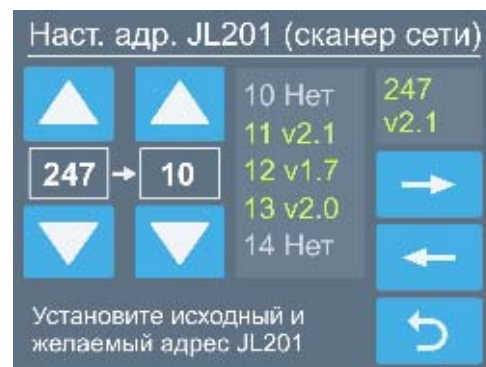 Наст. адр. JL201 (сканер сети)
247 → 10
10 Нет
11 v2.1
12 v1.7
13 v2.0
14 Нет
247
v2.1
Установите исходный и
желаемый адрес JL201